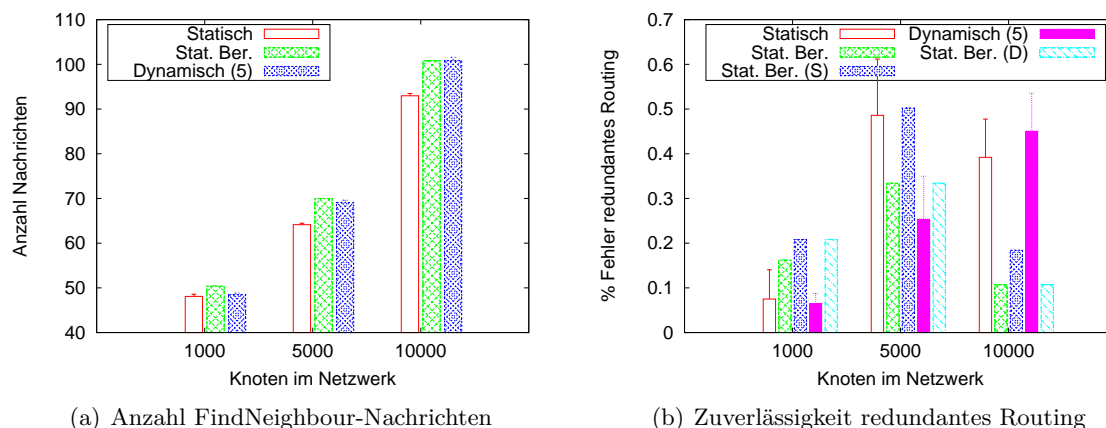 Anzahl Nachrichten
110
100
90
80
70
60
50
40
Statisch
Stat. Ber.
Dynamisch (5)
1000 5000 10000
Knoten im Netzwerk
(a) Anzahl FindNeighbour-Nachrichten
% Fehler redundantes Routing
0.7
0.6
0.5
0.4
0.3
0.2
0.1
0
Statisch
Stat. Ber.
Stat. Ber. (S)
Dynamisch (5)
Stat. Ber. (D)
1000 5000 10000
Knoten im Netzwerk
(b) Zuverlässigkeit redundantes Routing